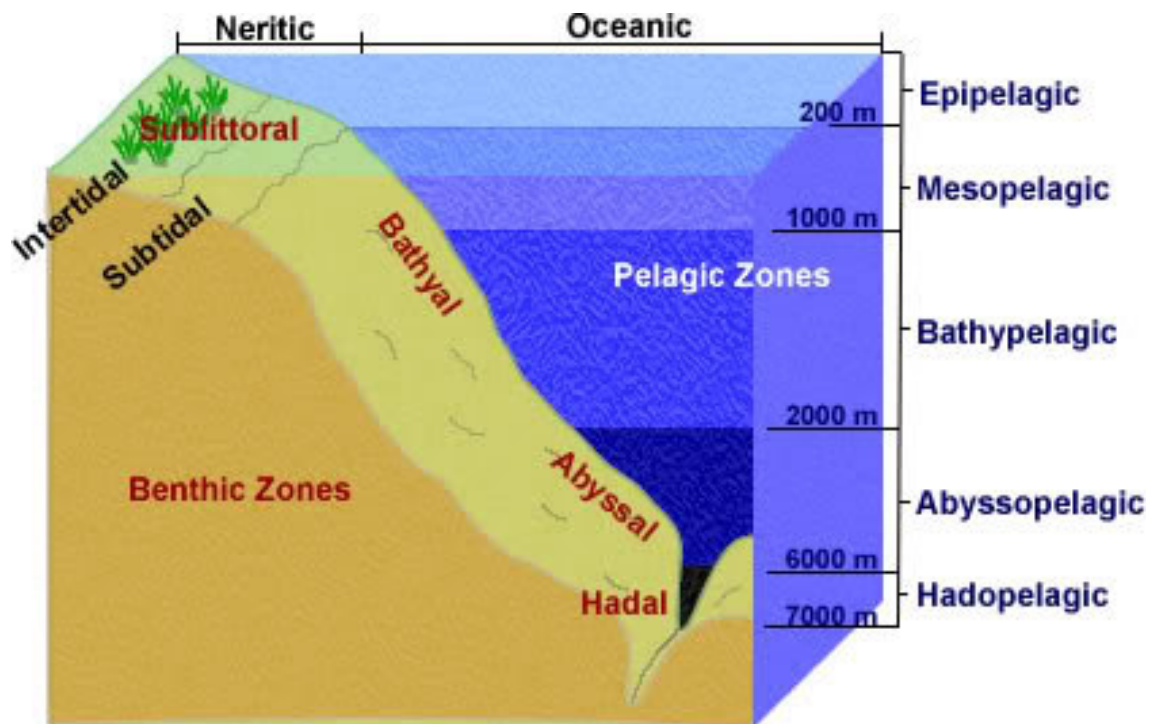 Neritic
Oceanic
Epipelagic
200 m
Sublittoral
Intertidal
Subtidal
Mesopelagic
1000 m
Bathyal
Pelagic Zones
Bathypelagic
2000 m
Benthic Zones
Abyssal
Abyssopelagic
6000 m
Hadal
Hadopelagic
7000 m